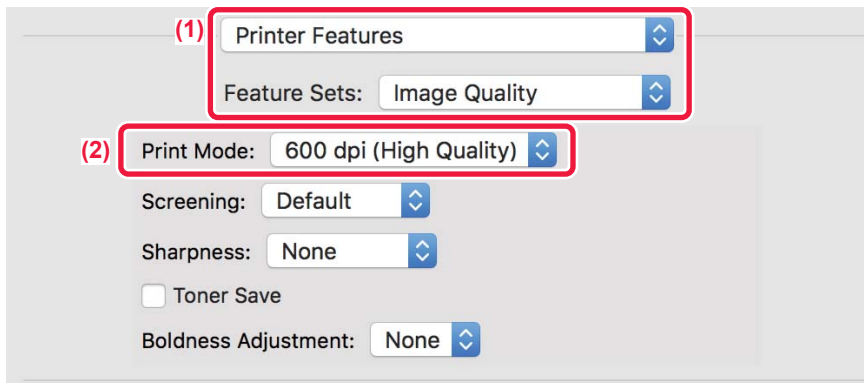 (1) Printer Features
Feature Sets: Image Quality
(2) Print Mode: 600 dpi (High Quality)
Screening: Default
Sharpness: None
Toner Save
Boldness Adjustment: None